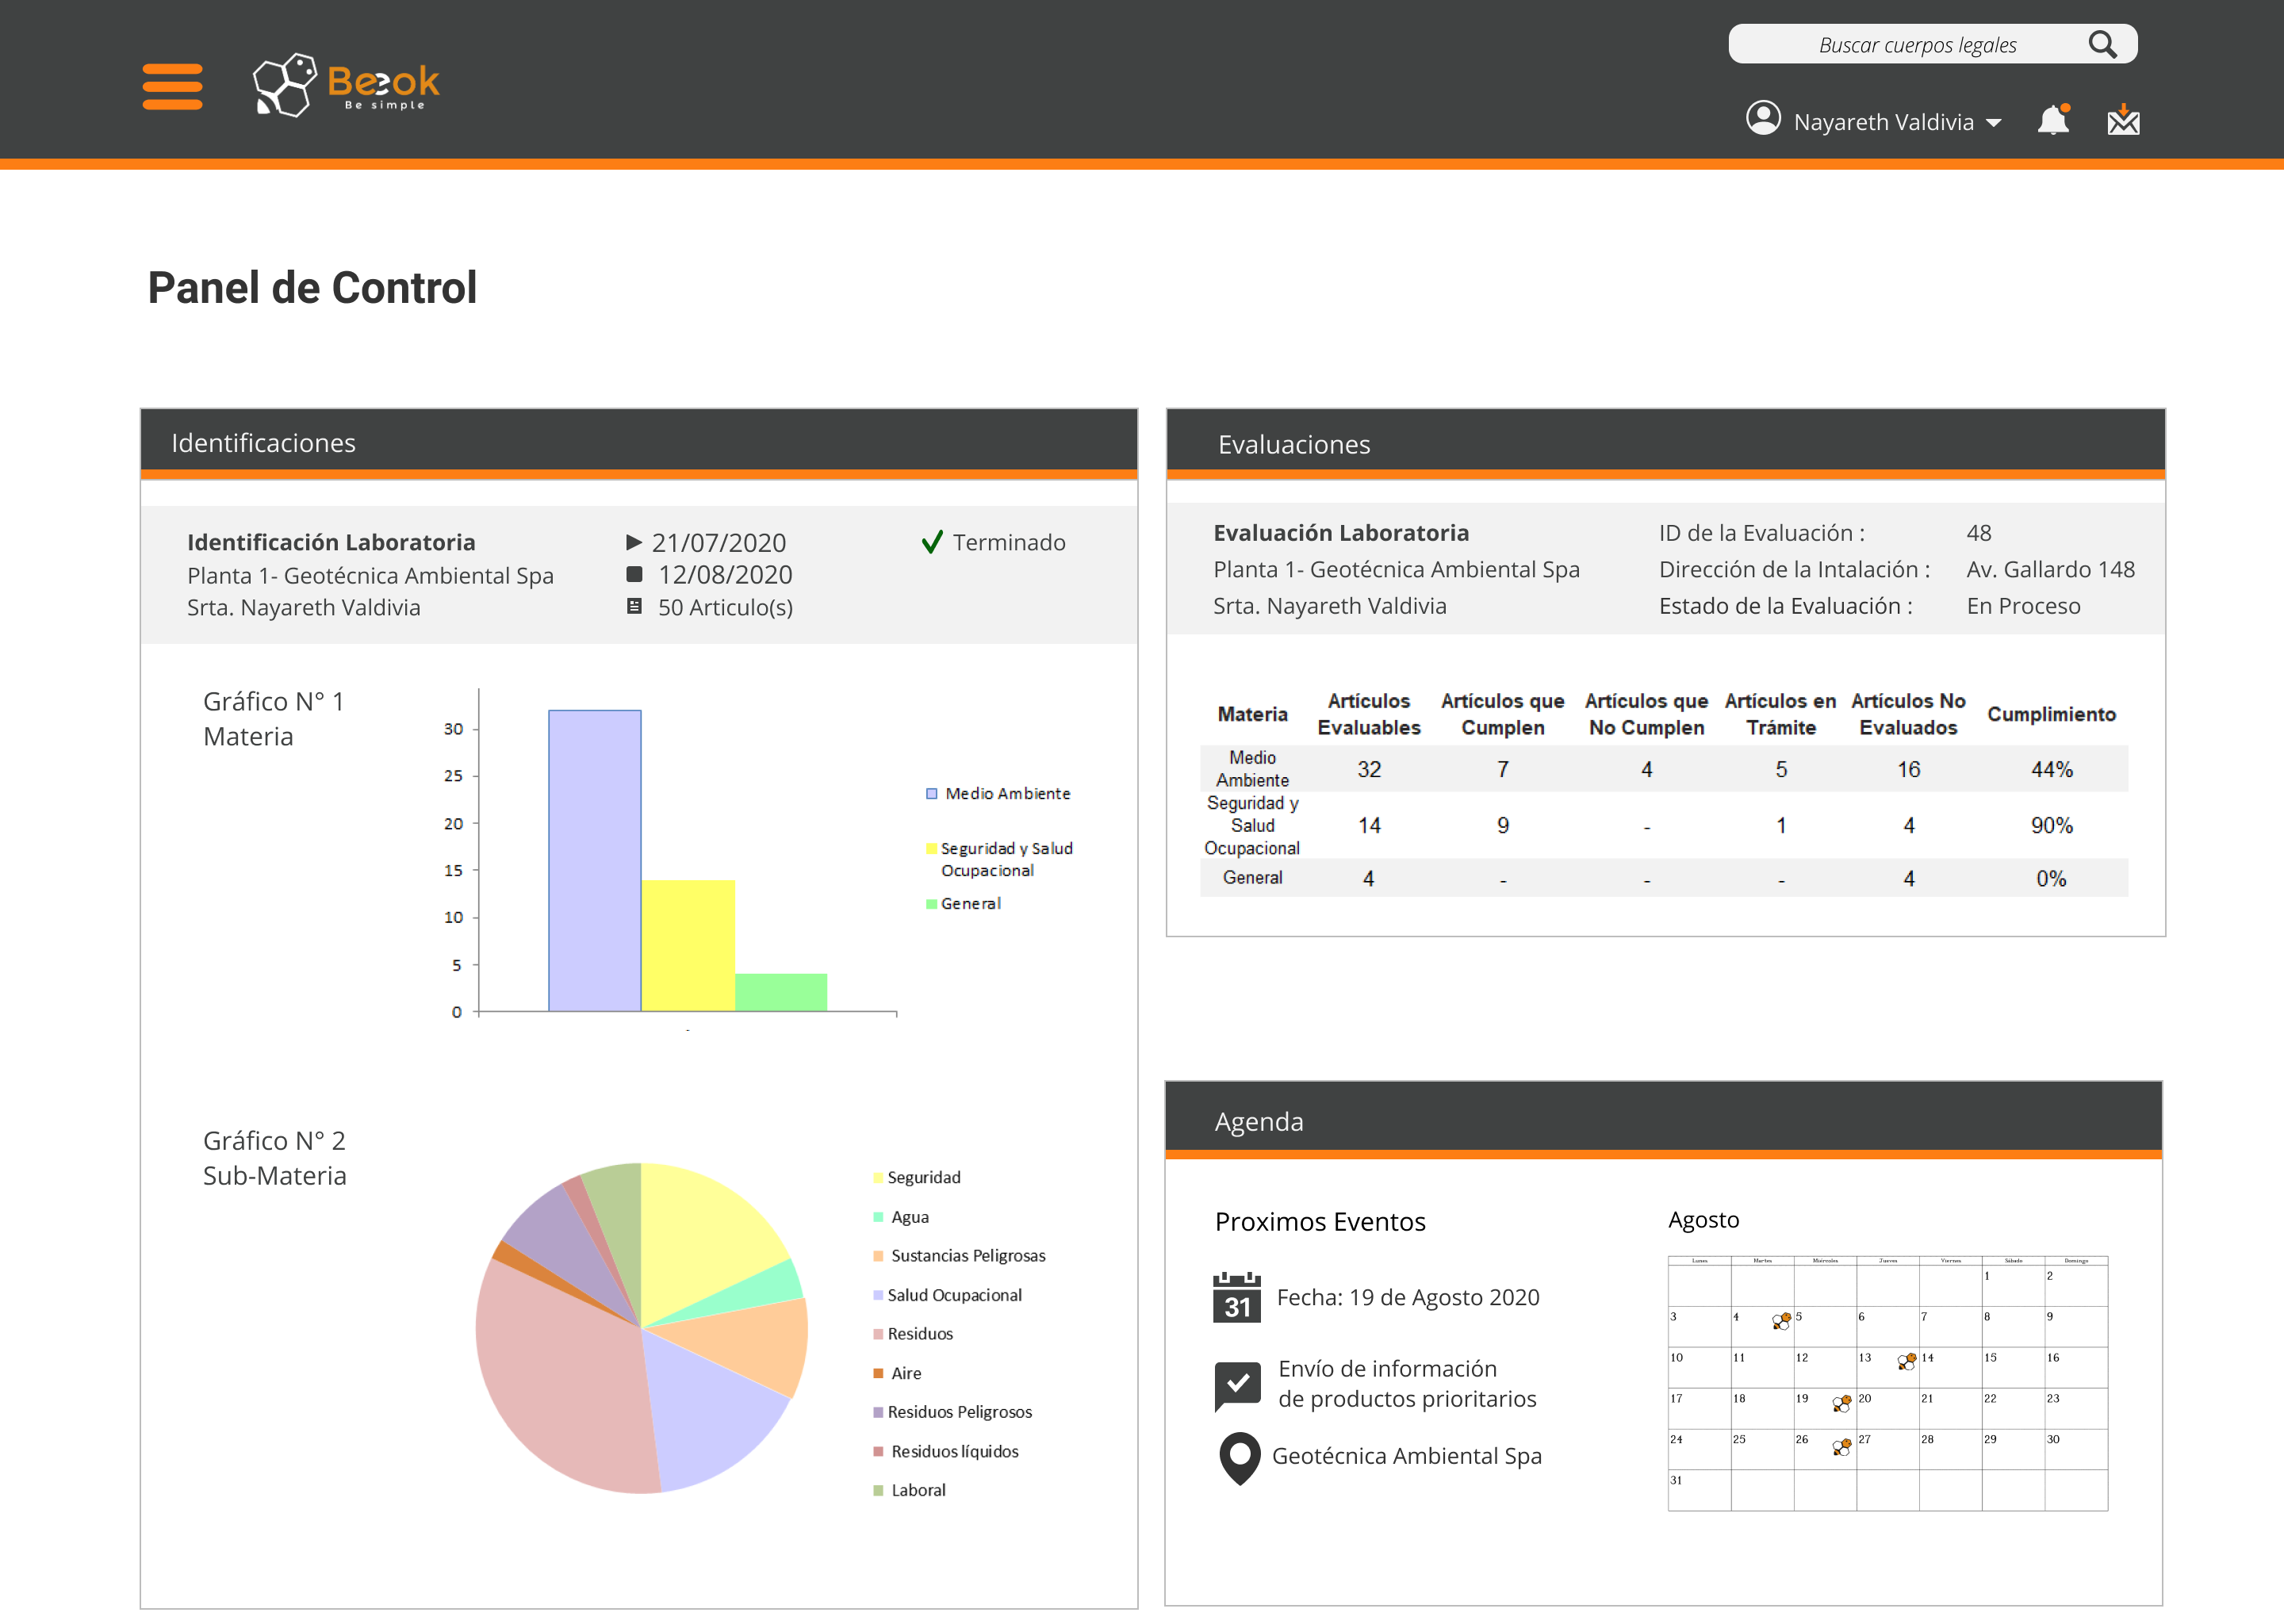 Buscar cuerpos legales
Beeok
Be simple
Nayareth Valdivia
Panel de Control
Identificaciones
Identificación Laboratoria
Planta 1- Geotécnica Ambiental Spa
Srta. Nayareth Valdivia
21/07/2020
12/08/2020
50 Articulo(s)
Terminado
Gráfico N° 1
Materia
30
25
20
15
10
5
0
Medio Ambiente
Seguridad y Salud
Ocupacional
General
Gráfico N° 2
Sub-Materia
Seguridad
Agua
Sustancias Peligrosas
Salud Ocupacional
Residuos
Aire
Residuos Peligrosos
Residuos líquidos
Laboral
Evaluaciones
Evaluación Laboratoria
Planta 1- Geotécnica Ambiental Spa
Srta. Nayareth Valdivia
ID de la Evaluación : 48
Dirección de la Intalación : Av. Gallardo 148
Estado de la Evaluación : En Proceso
Materia
Artículos Evaluables
Artículos que Cumplen
Artículos que No Cumplen
Artículos en Trámite
Artículos No Evaluados
Cumplimiento
Medio Ambiente 32 7 4 5 16 44%
Seguridad y Salud Ocupacional 14 9 - 1 4 90%
General 4 - - - 4 0%
Agenda
Proximos Eventos
31
Fecha: 19 de Agosto 2020
Envío de información
de productos prioritarios
Geotécnica Ambiental Spa
Agosto
Lunes Martes Miércoles Jueves Viernes Sábado Domingo
1 2
3 4 5 6 7 8 9
10 11 12 13 14 15 16
17 18 19 20 21 22 23
24 25 26 27 28 29 30
31